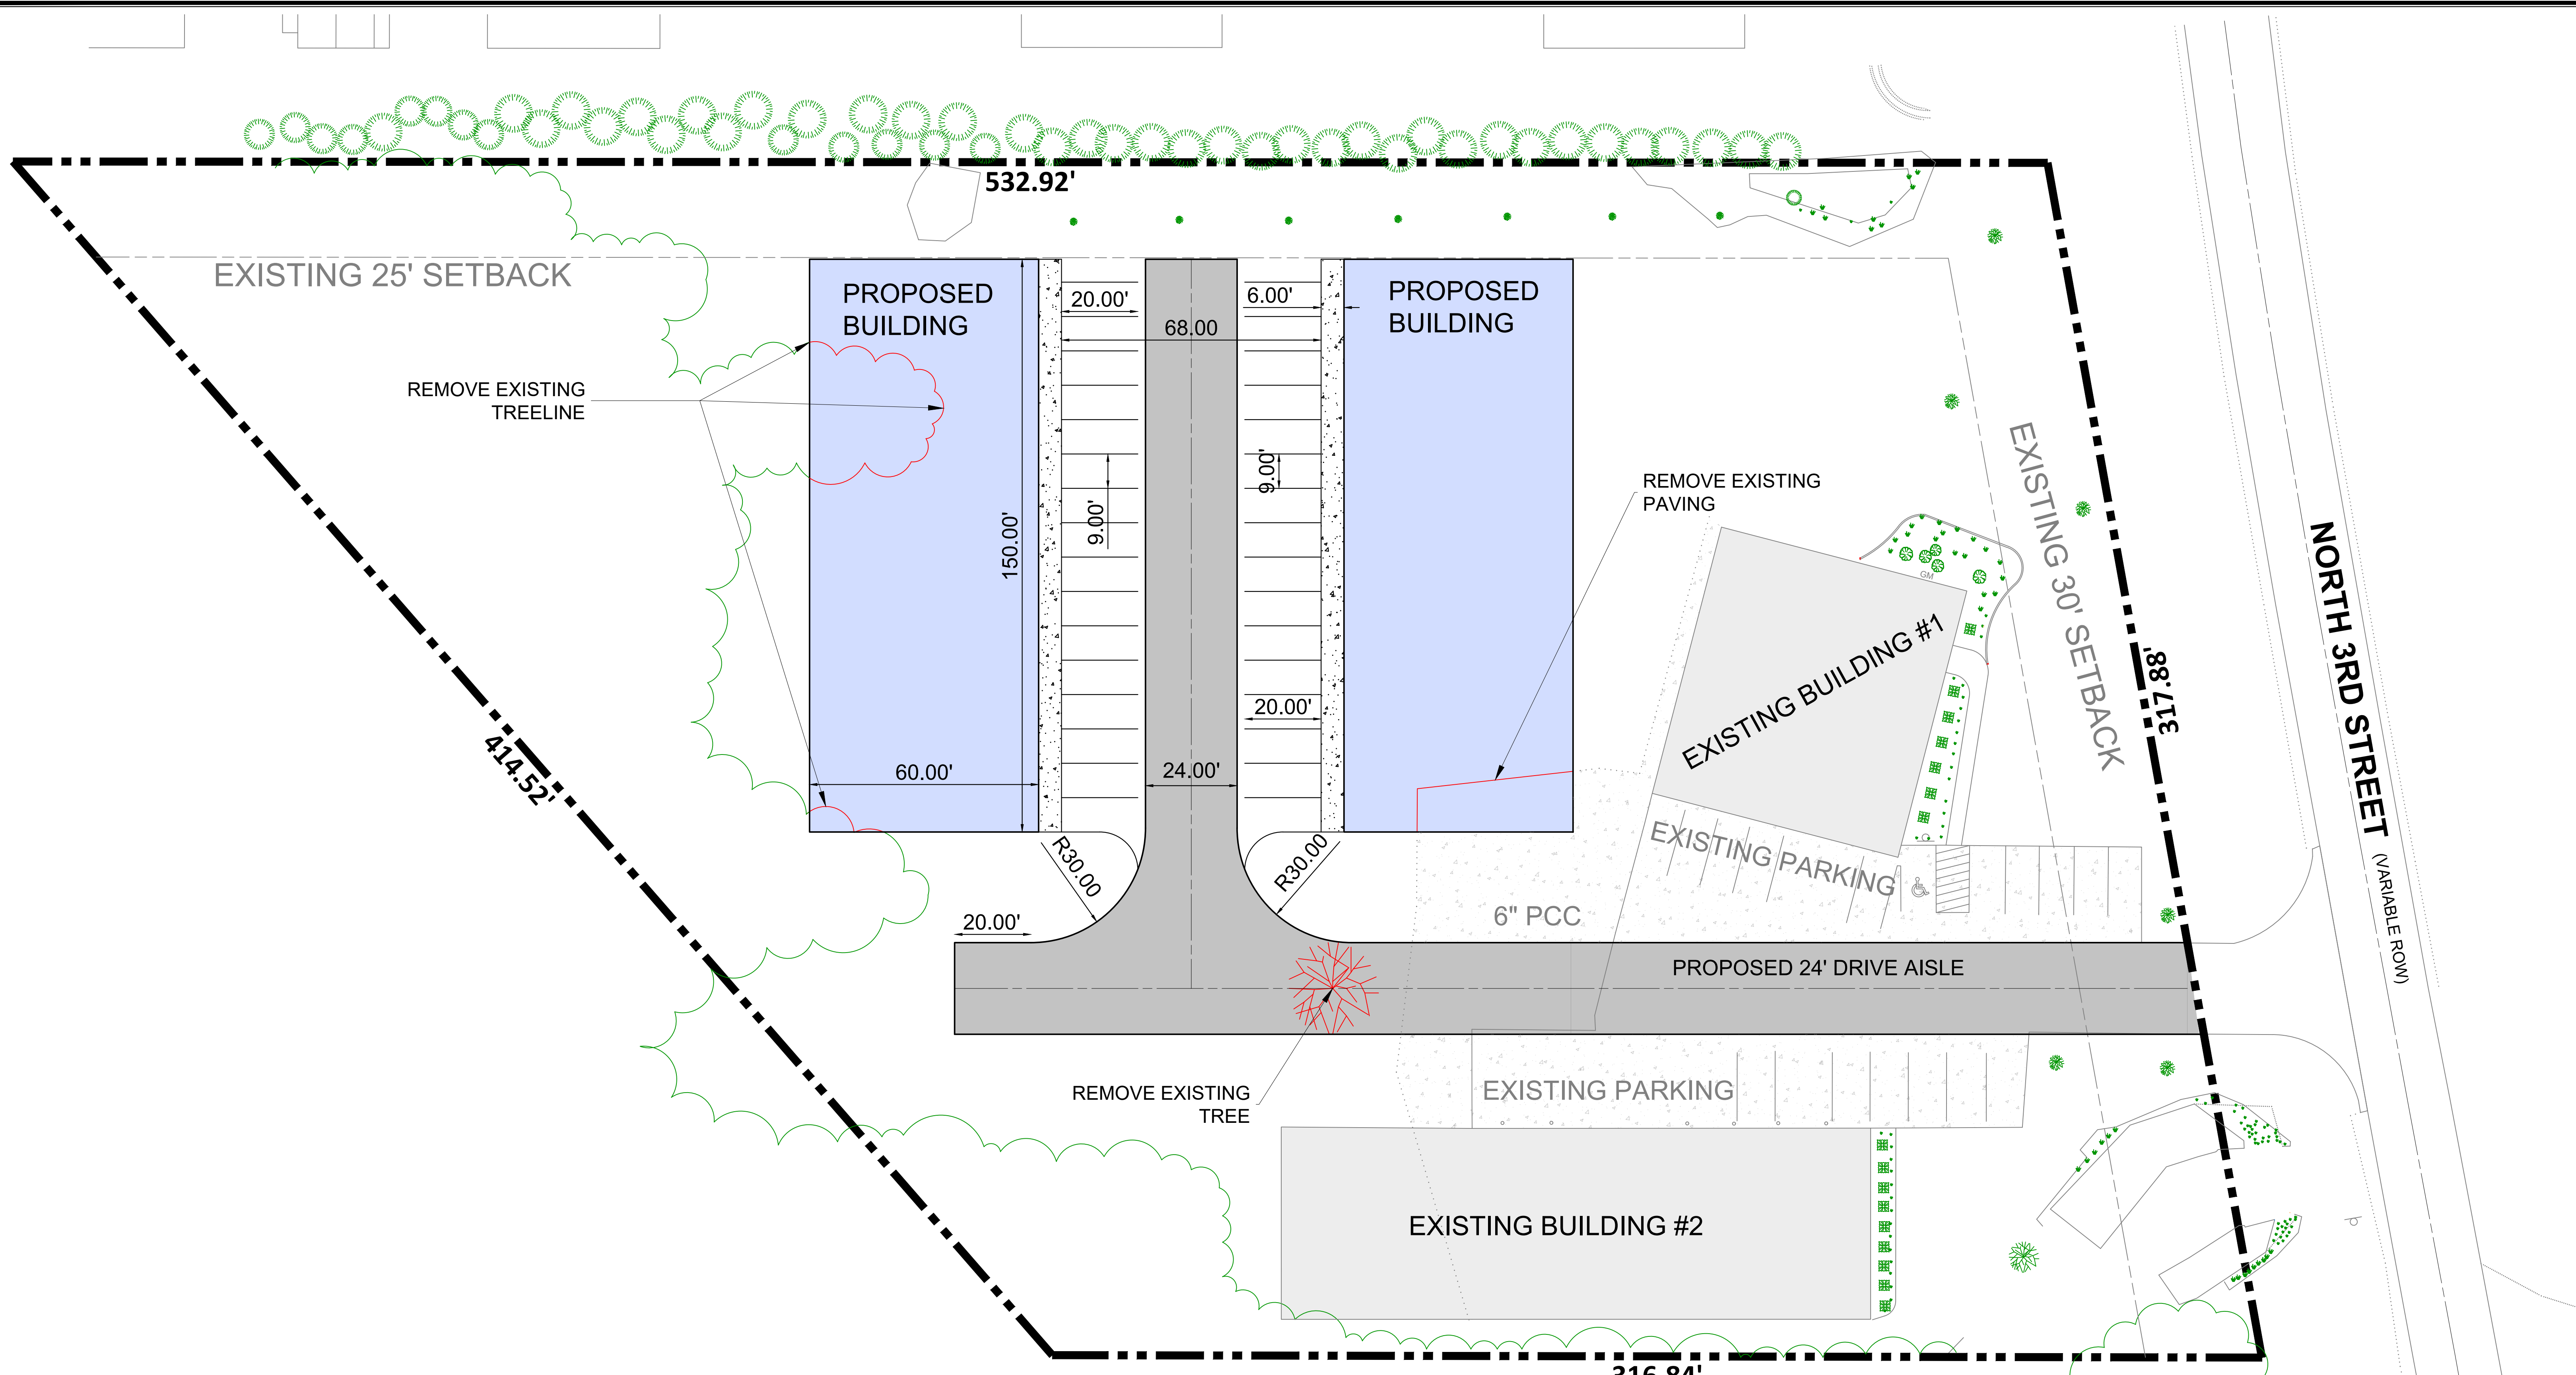 532.92'
EXISTING 25' SETBACK
PROPOSED
BUILDING
20.00'
68.00
6.00'
PROPOSED
BUILDING
REMOVE EXISTING
TREELINE
9.00'
9.00'
150.00'
REMOVE EXISTING
PAVING
EXISTING 30' SETBACK
NORTH 3RD STREET
(VARIABLE ROW)
GM
EXISTING BUILDING #1
317.88'
20.00'
60.00'
24.00'
414.52'
R30.00
R30.00
EXISTING PARKING
20.00'
6" PCC
PROPOSED 24' DRIVE AISLE
REMOVE EXISTING
TREE
EXISTING PARKING
EXISTING BUILDING #2
316.84'